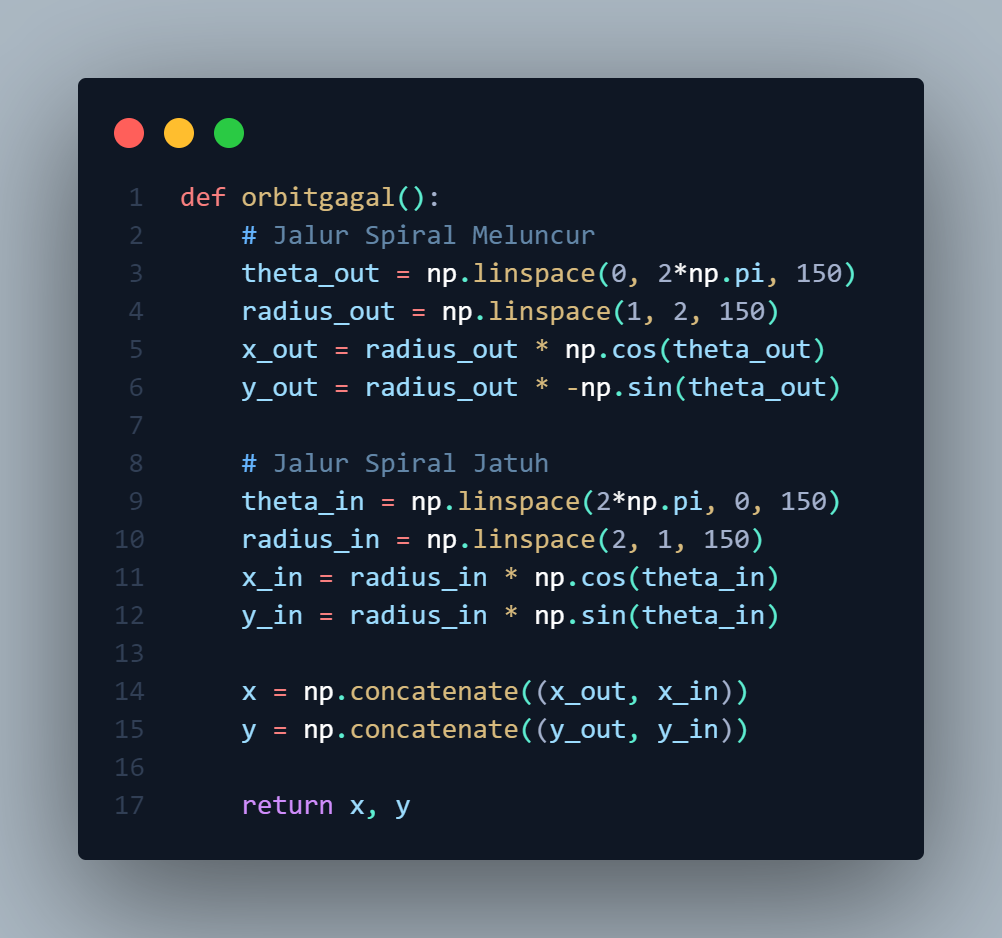 1 def orbitgagal():
2     # Jalur Spiral Meluncur
3     theta_out = np.linspace(0, 2*np.pi, 150)
4     radius_out = np.linspace(1, 2, 150)
5     x_out = radius_out * np.cos(theta_out)
6     y_out = radius_out * -np.sin(theta_out)
7
8     # Jalur Spiral Jatuh
9     theta_in = np.linspace(2*np.pi, 0, 150)
10     radius_in = np.linspace(2, 1, 150)
11     x_in = radius_in * np.cos(theta_in)
12     y_in = radius_in * np.sin(theta_in)
13
14     x = np.concatenate((x_out, x_in))
15     y = np.concatenate((y_out, y_in))
16
17     return x, y